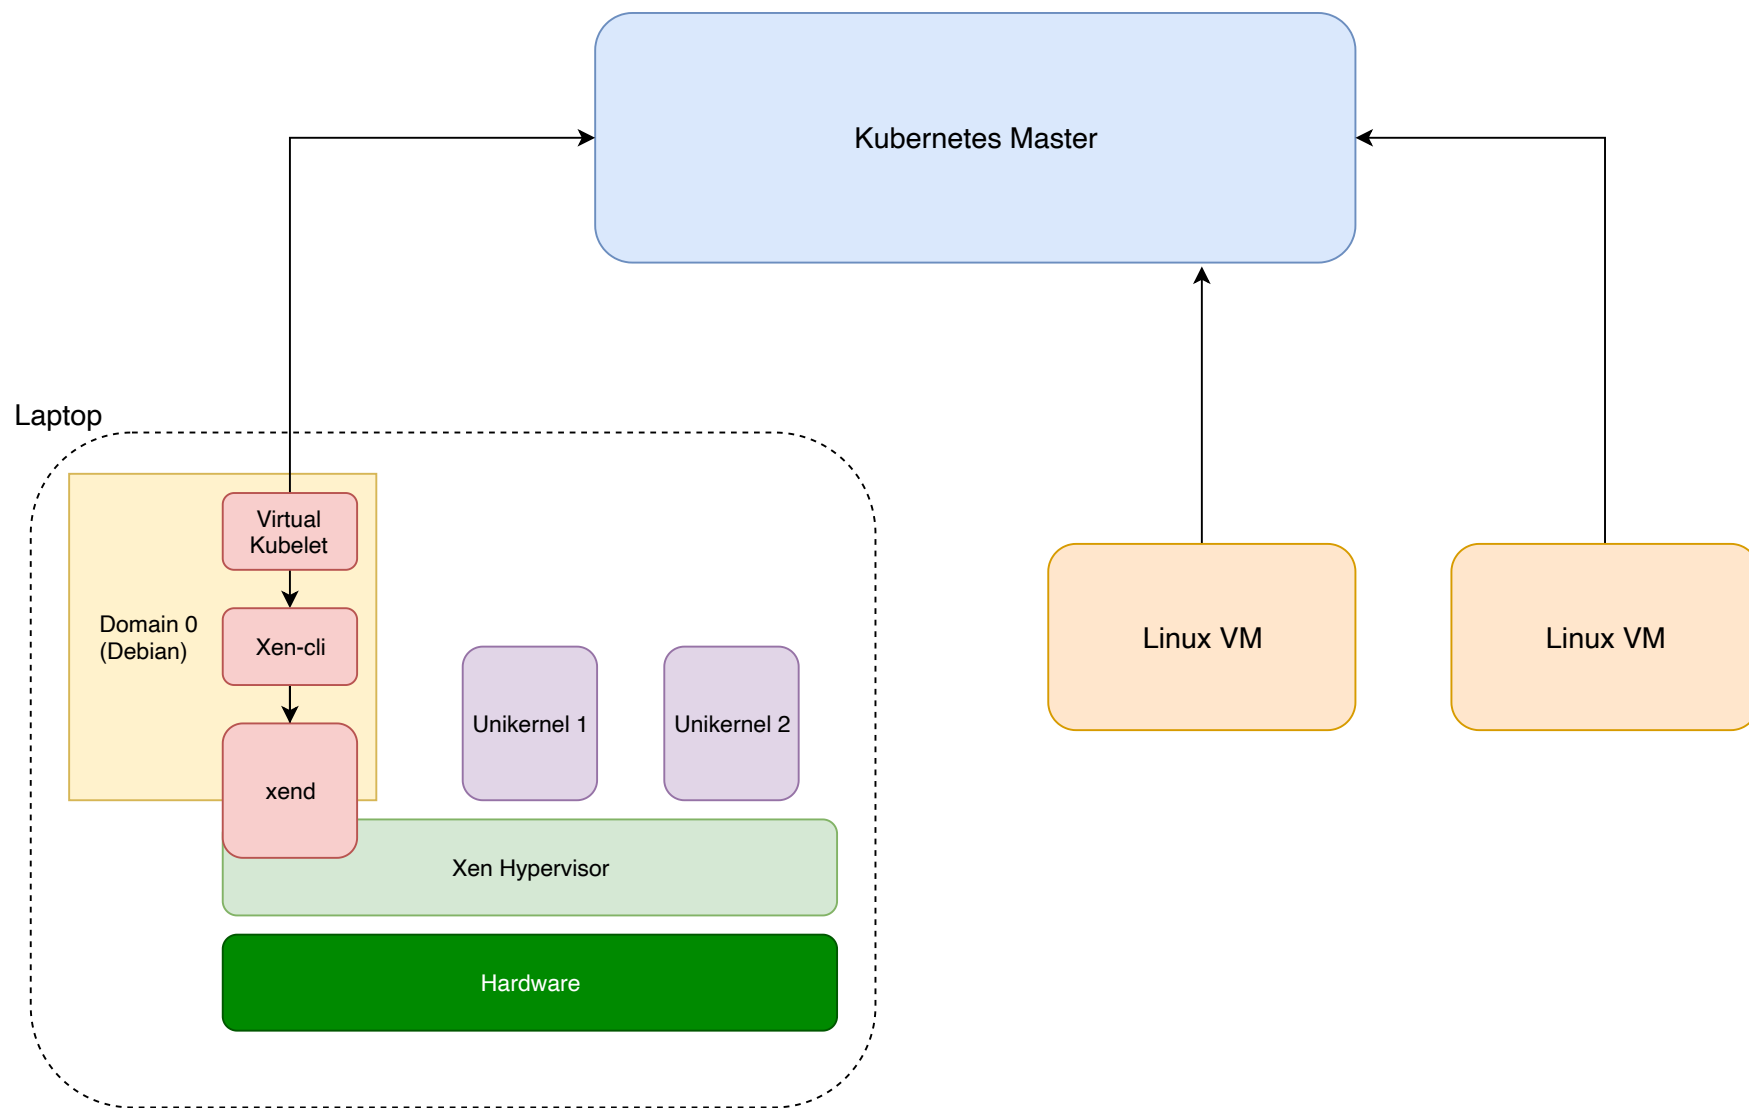 Kubernetes Master
Laptop
Virtual
Kubelet
Domain 0
(Debian)
Xen-cli
xend
Unikernel 1
Unikernel 2
Xen Hypervisor
Hardware
Linux VM
Linux VM